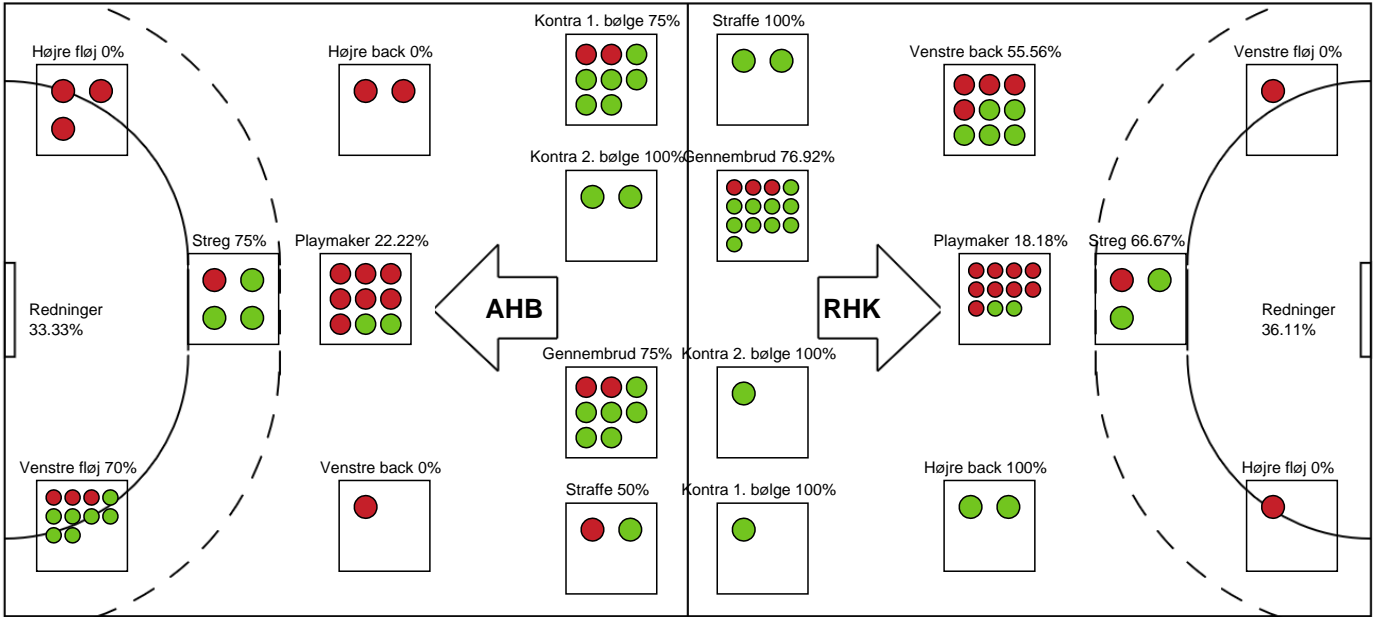 Kontra 1. bølge 75%
Straffe 100%
Højre fløj 0%
Højre back 0%
Venstre back 55.56%
Venstre fløj 0%
Kontra 2. bølge 100%
Gennembrud 76.92%
Streg 75%
Playmaker 22.22%
Playmaker 18.18%
Streg 66.67%
Redninger
33.33%
AHB
RHK
Redninger
36.11%
Gennembrud 75%
Kontra 2. bølge 100%
Venstre fløj 70%
Venstre back 0%
Højre back 100%
Højre fløj 0%
Straffe 50%
Kontra 1. bølge 100%